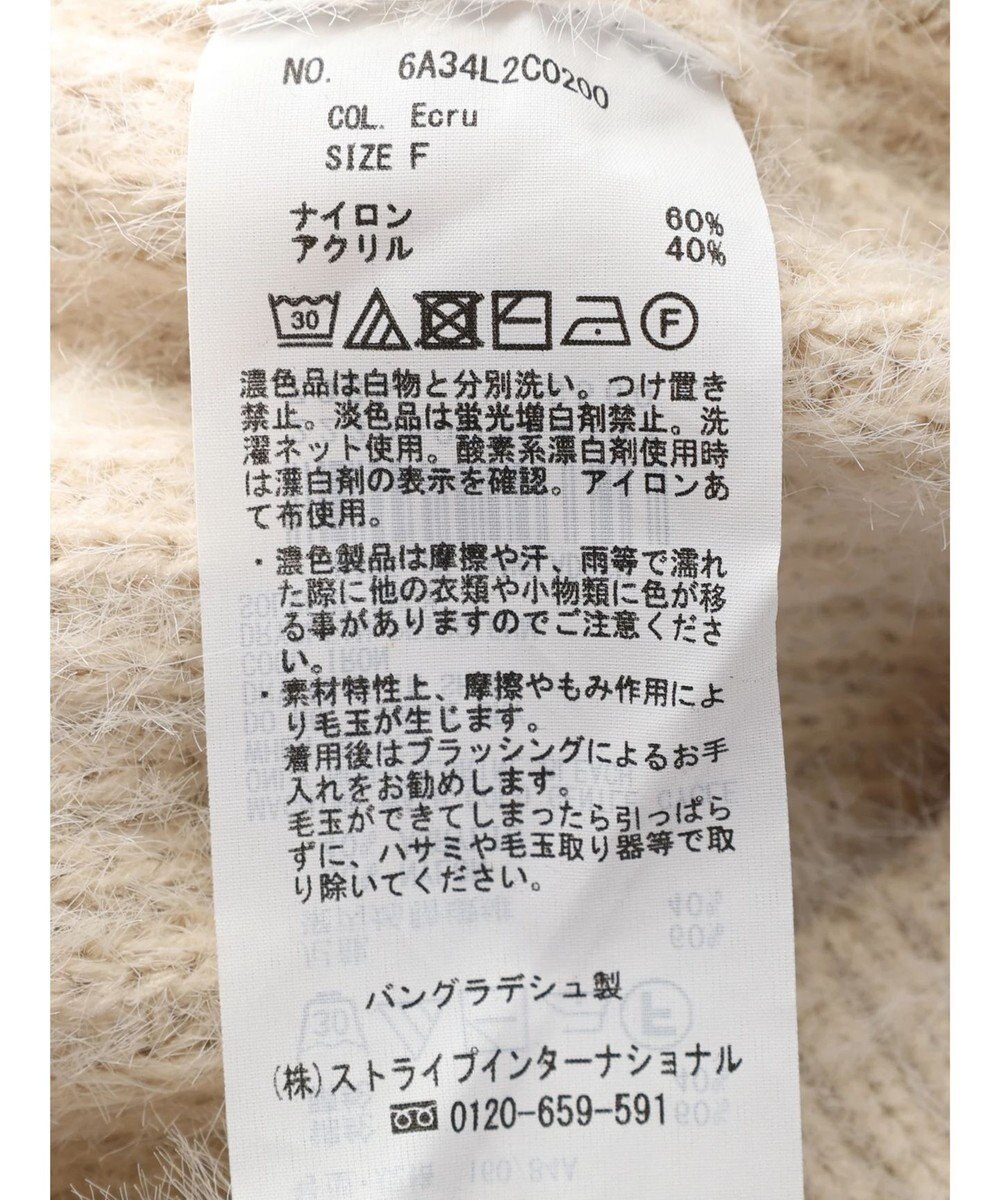 NO. 6A34L2C0200
COL. Ecru
SIZE F
ナイロン 60%
アクリル 40%
30 F
濃色品は白物と分別洗い。つけ置き
禁止。淡色品は蛍光増白剤禁止。洗
濯ネット使用。酸素系漂白剤使用時
は漂白剤の表示を確認。アイロンあ
て布使用。
・濃色製品は摩擦や汗、雨等で濡れ
た際に他の衣類や小物類に色が移
る事がありますのでご注意くださ
い。
・素材特性上、摩擦やもみ作用によ
り毛玉が生じます。
着用後はブラッシングによるお手
入れをお勧めします。
毛玉ができてしまったら引っぱら
ずに、ハサミや毛玉取り器等で取
り除いてください。
バングラデシュ製
(株)ストライプインターナショナル
0120-659-591
160/84A